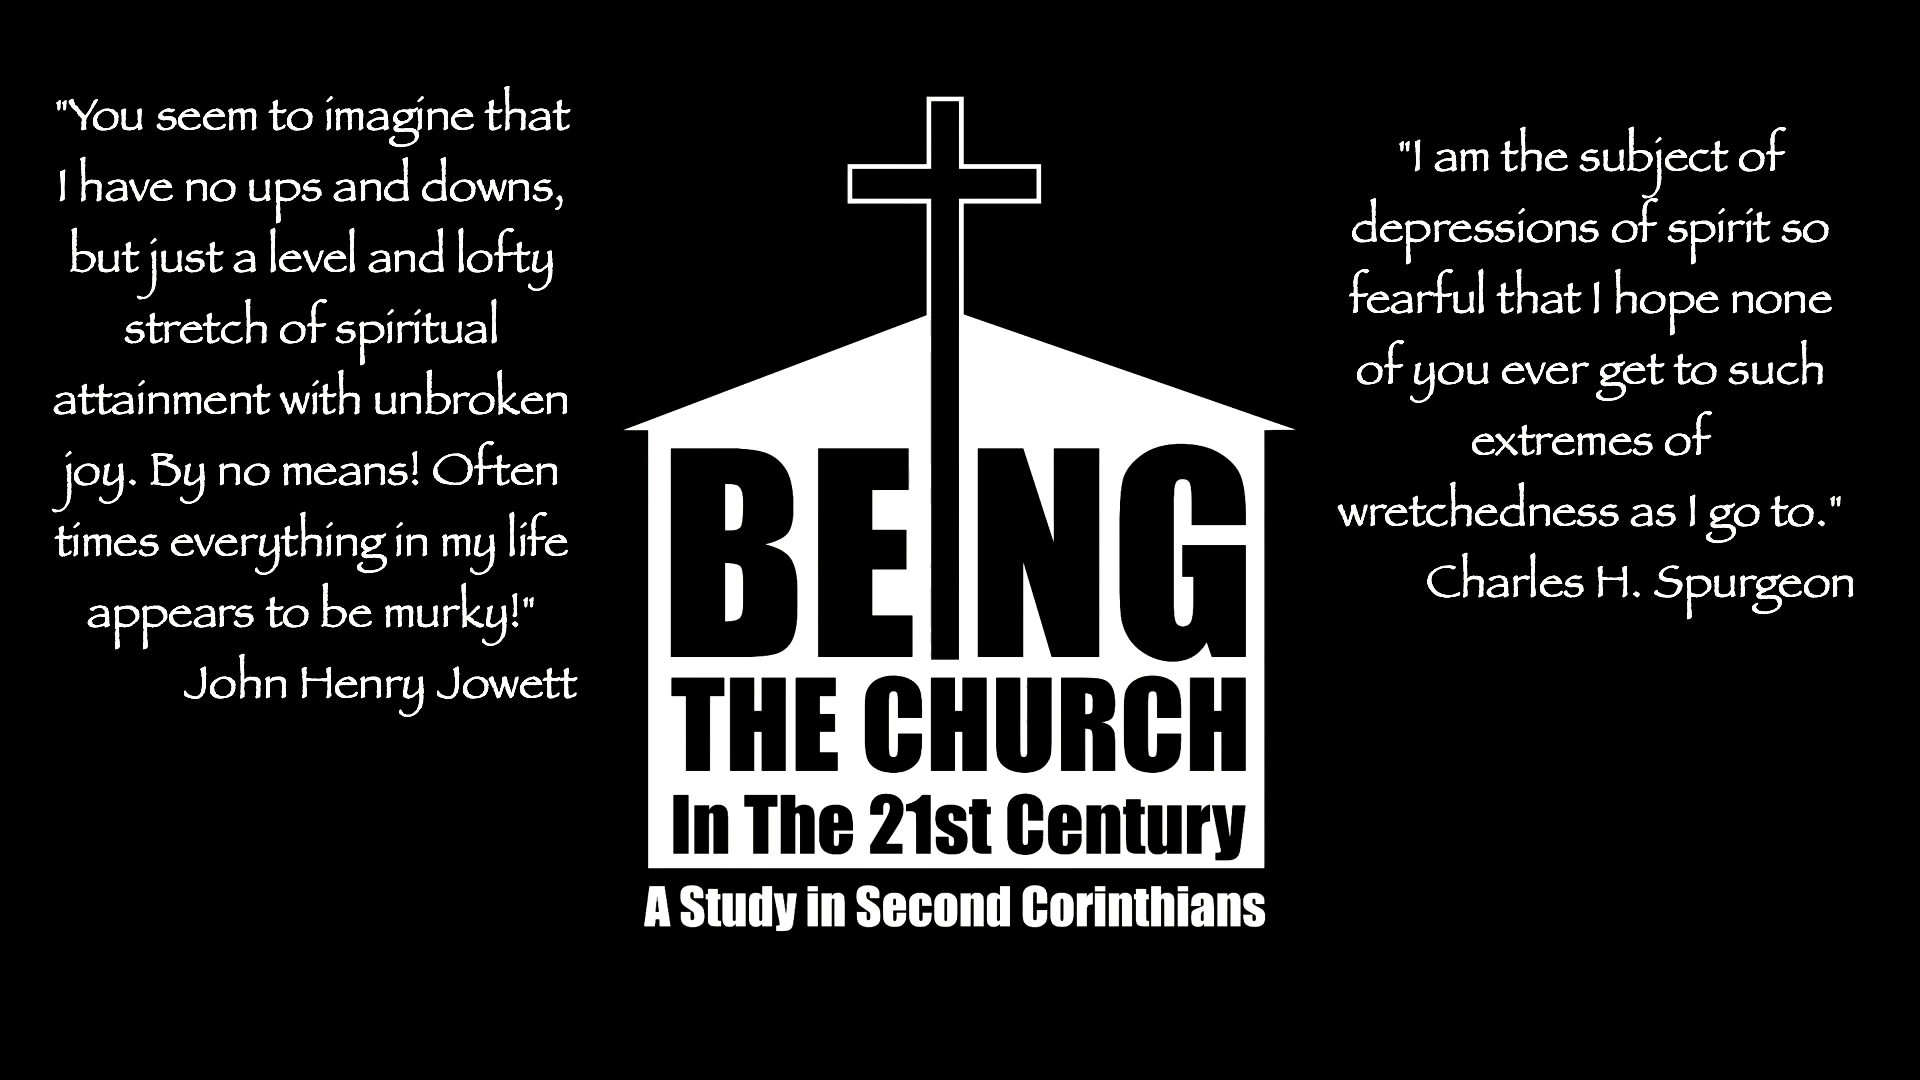 "You seem to imagine that
I have no ups and downs,
but just a level and lofty
stretch of spiritual
attainment with unbroken
joy. By no means! Often
times everything in my life
appears to be murky!"
John Henry Jowett
BEING
THE CHURCH
In The 21st Century
A Study in Second Corinthians
"I am the subject of
depressions of spirit so
fearful that I hope none
of you ever get to such
extremes of
wretchedness as I go to."
Charles H. Spurgeon